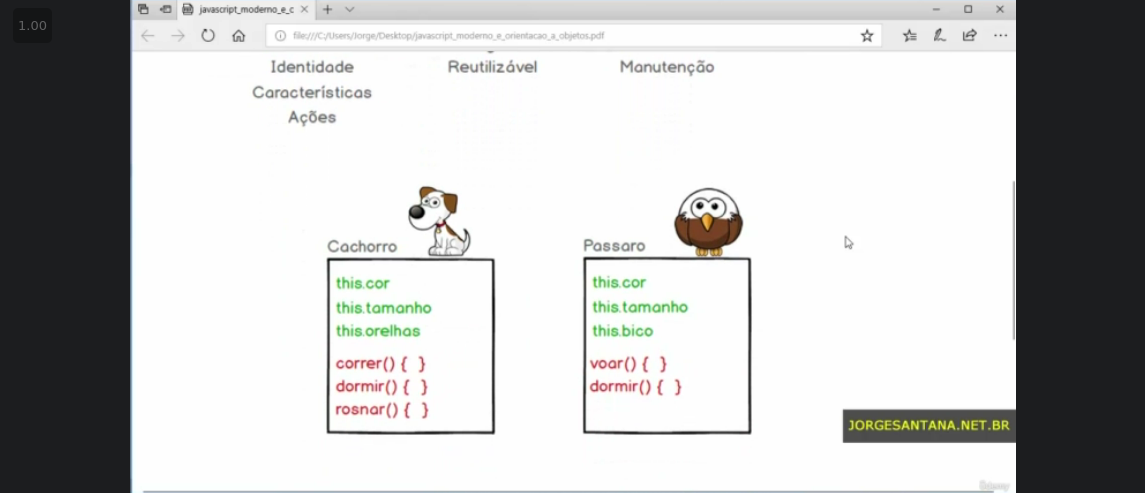 1.00
javascript_moderno_e_c
file:///C:/Users/Jorge/Desktop/javascript_moderno_e_orientacao_a_objetos.pdf
Identidade Reutilizável Manutenção
Características
Ações
Cachorro Passaro
this.cor this.cor
this.tamanho this.tamanho
this.orelhas this.bico
correr() { } voar() { }
dormir() { } dormir() { }
rosnar() { }
JORGESANTANA.NET.BR